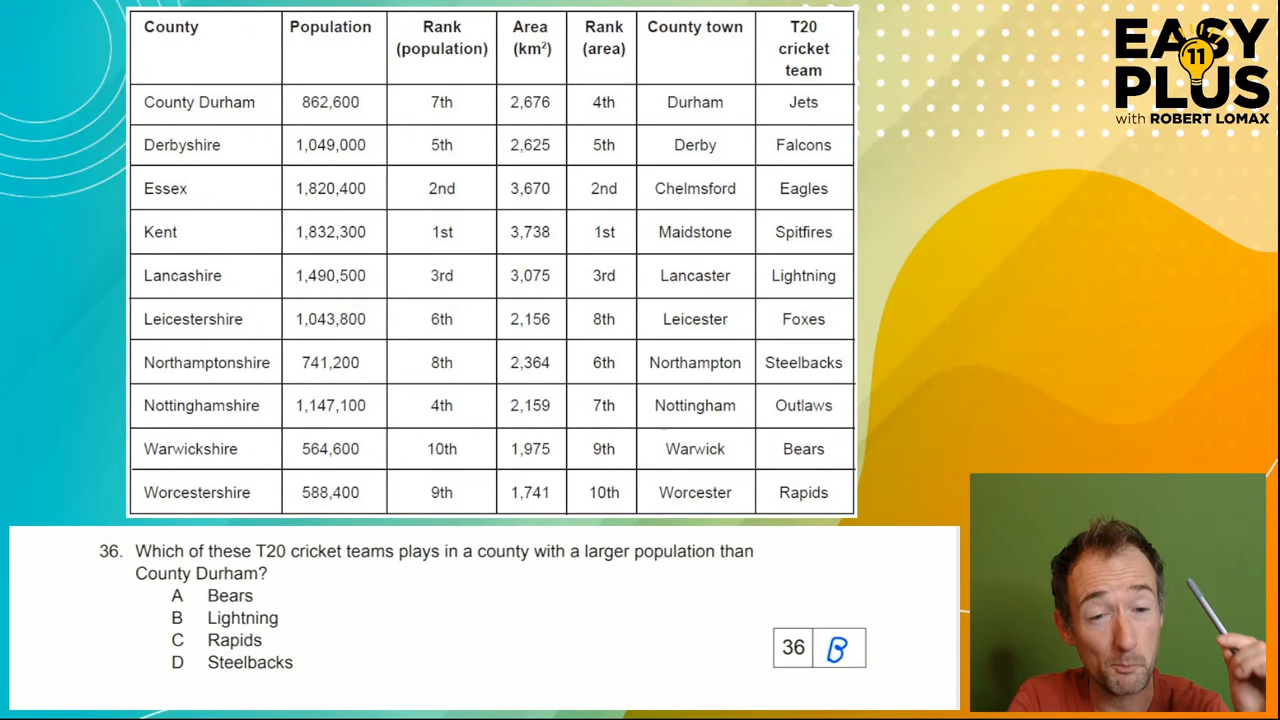 County Population Rank (population) Area (km²) Rank (area) County town T20 cricket team
County Durham 862,600 7th 2,676 4th Durham Jets
Derbyshire 1,049,000 5th 2,625 5th Derby Falcons
Essex 1,820,400 2nd 3,670 2nd Chelmsford Eagles
Kent 1,832,300 1st 3,738 1st Maidstone Spitfires
Lancashire 1,490,500 3rd 3,075 3rd Lancaster Lightning
Leicestershire 1,043,800 6th 2,156 8th Leicester Foxes
Northamptonshire 741,200 8th 2,364 6th Northampton Steelbacks
Nottinghamshire 1,147,100 4th 2,159 7th Nottingham Outlaws
Warwickshire 564,600 10th 1,975 9th Warwick Bears
Worcestershire 588,400 9th 1,741 10th Worcester Rapids
EASY
11
PLUS
with ROBERT LOMAX
36. Which of these T20 cricket teams plays in a county with a larger population than
County Durham?
A Bears
B Lightning
C Rapids
D Steelbacks
36 B